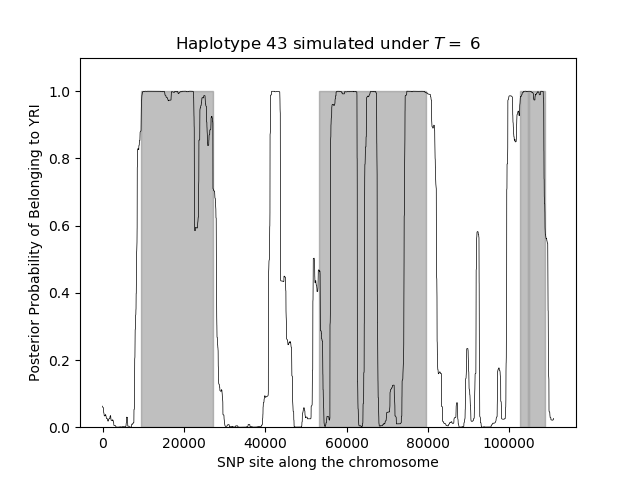 Haplotype 43 simulated under T = 6
Posterior Probability of Belonging to YRI
1.0
0.8
0.6
0.4
0.2
0.0
0 20000 40000 60000 80000 100000
SNP site along the chromosome